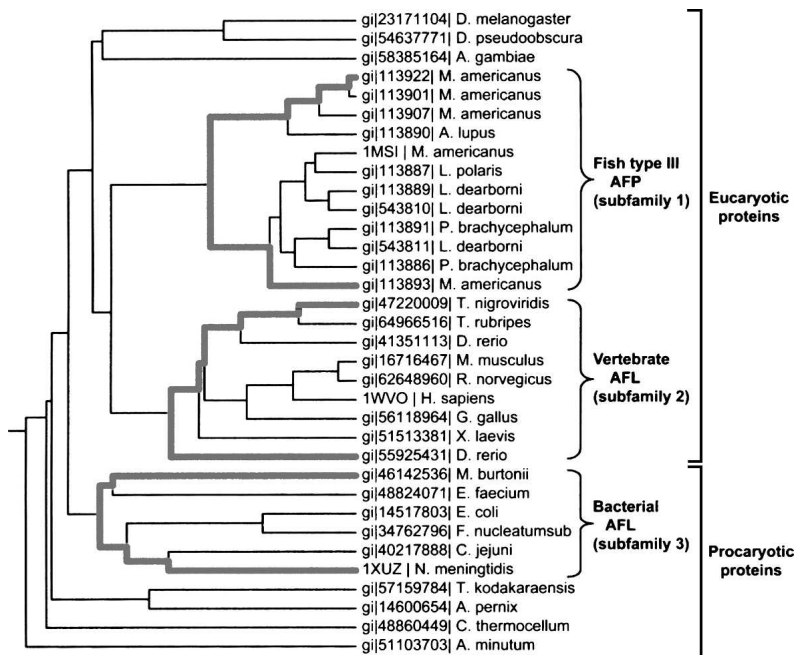 gi|23171104| D. melanogaster
gi|54637771| D. pseudoobscura
gi|58385164| A. gambiae
gi|113922| M. americanus
gi|113901| M. americanus
gi|113907| M. americanus
gi|113890| A. lupus
1MSI | M. americanus
gi|113887| L. polaris
gi|113889| L. dearborni
gi|543810| L. dearborni
gi|113891| P. brachycephalum
gi|543811| L. dearborni
gi|113886| P. brachycephalum
gi|113893| M. americanus
Fish type III
AFP
(subfamily 1)
gi|47220009| T. nigroviridis
gi|64966516| T. rubripes
gi|41351113| D. rerio
gi|16716467| M. musculus
gi|62648960| R. norvegicus
1WVO | H. sapiens
gi|56118964| G. gallus
gi|51513381| X. laevis
gi|55925431| D. rerio
Vertebrate
AFL
(subfamily 2)
Eucaryotic
proteins
gi|46142536| M. burtonii
gi|48824071| E. faecium
gi|14517803| E. coli
gi|34762796| F. nucleatumsub
gi|40217888| C. jejuni
1XUZ | N. meningtidis
Bacterial
AFL
(subfamily 3)
gi|57159784| T. kodakaraensis
gi|14600654| A. pernix
gi|48860449| C. thermocellum
gi|51103703| A. minutum
Procaryotic
proteins